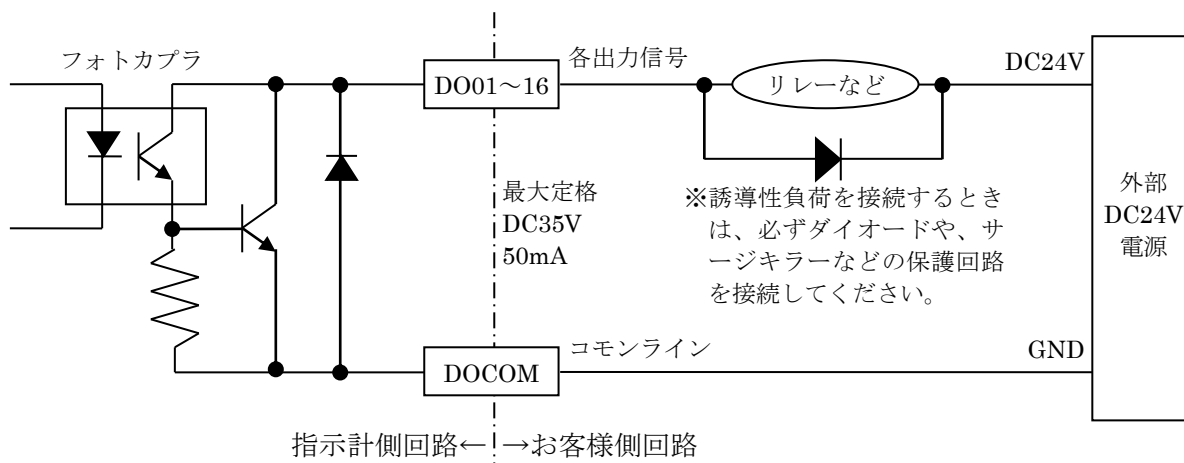 フォトカプラ
DO01～16
各出力信号
リレーなど
DC24V
最大定格
DC35V
50mA
※誘導性負荷を接続するとき
は、必ずダイオードや、サ
ージキラーなどの保護回路
を接続してください。
外部
DC24V
電源
DOCOM
コモンライン
GND
指示計側回路← →お客様側回路